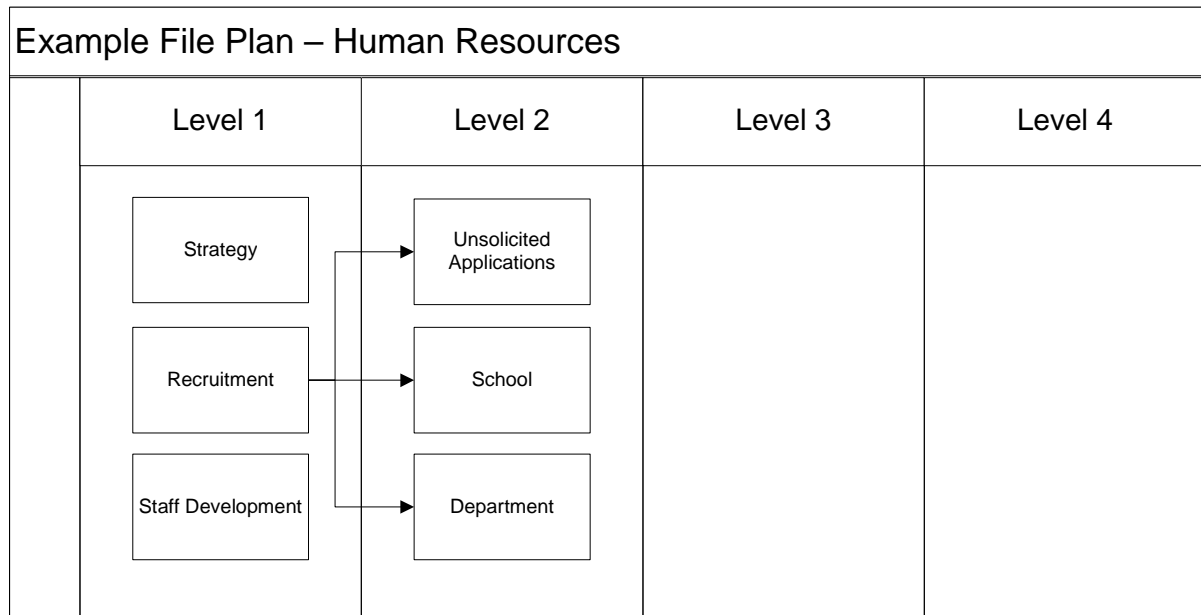 Example File Plan – Human Resources
Level 1
Level 2
Level 3
Level 4
Strategy
Unsolicited
Applications
Recruitment
School
Staff Development
Department